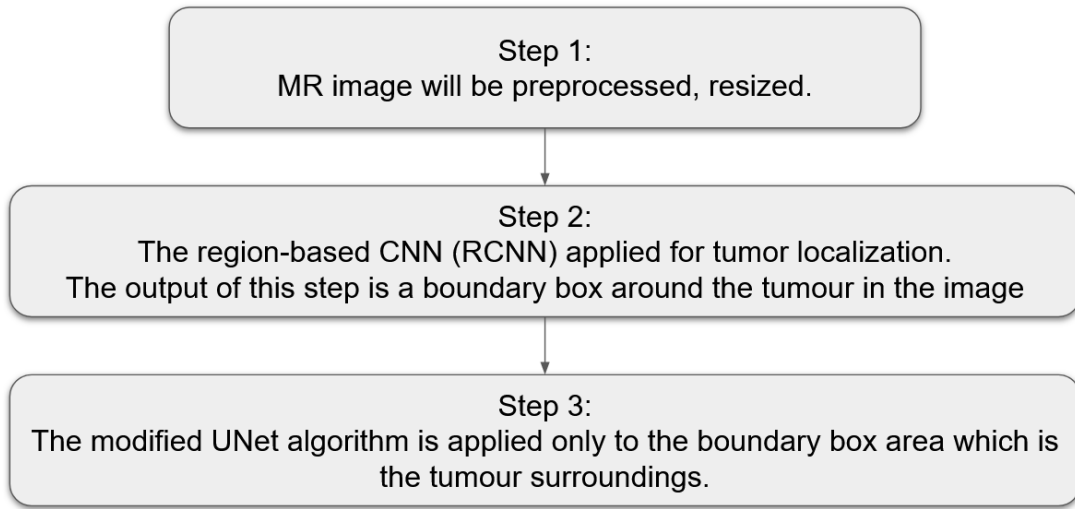 Step 1:
MR image will be preprocessed, resized.
Step 2:
The region-based CNN (RCNN) applied for tumor localization.
The output of this step is a boundary box around the tumour in the image
Step 3:
The modified UNet algorithm is applied only to the boundary box area which is
the tumour surroundings.